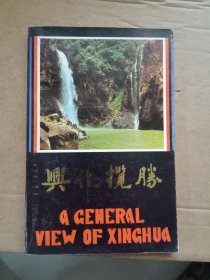 興化攬勝
A GENERAL
VIEW OF XINGHUA